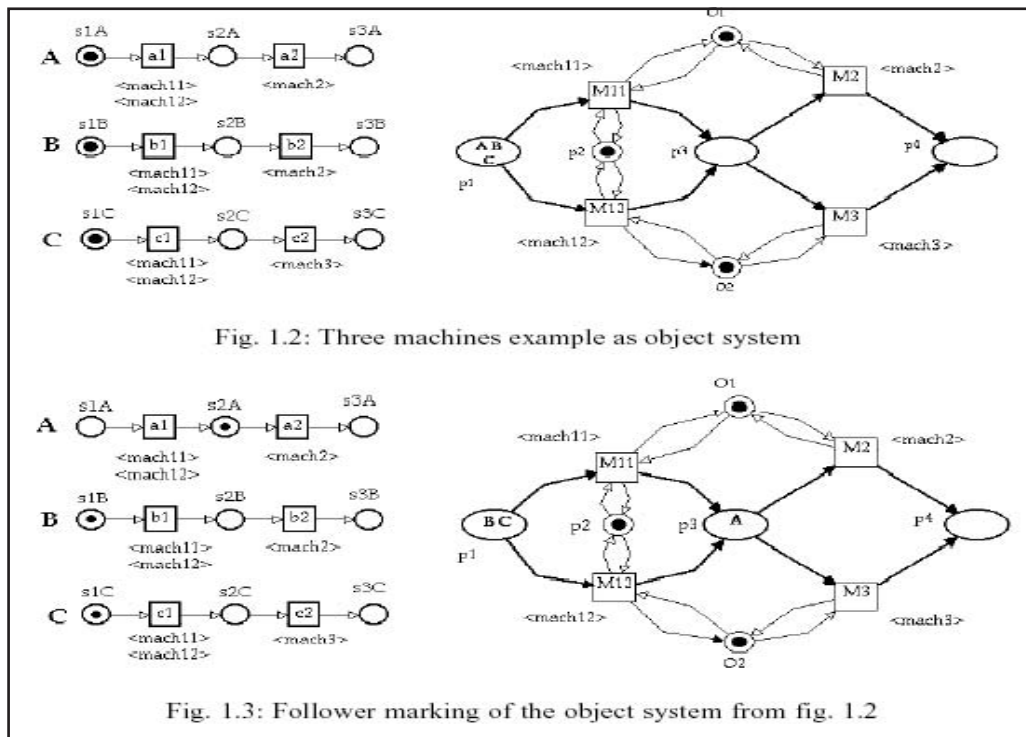 s1A s2A s3A O1
A a1 a2 <mach11> <mach2>
<mach11> <mach2> M11 M2
<mach12>
s1B s2B s3B
B b1 b2 A B p2 p3 p4
C
<mach11> <mach2> p1
<mach12>
s1C s2C s3C M13 M3
C c1 c2 <mach12> <mach3>
<mach11> <mach3>
<mach12> O2
Fig. 1.2: Three machines example as object system
s1A s2A s3A O1
A a1 a2 <mach11> <mach2>
<mach11> <mach2> M11 M2
<mach12>
s1B s2B s3B
B b1 b2 B C p2 p3 A p4
<mach11> <mach2> p1
<mach12>
s1C s2C s3C M13 M3
C c1 c2 <mach12> <mach3>
<mach11> <mach3>
<mach12> O2
Fig. 1.3: Follower marking of the object system from fig. 1.2